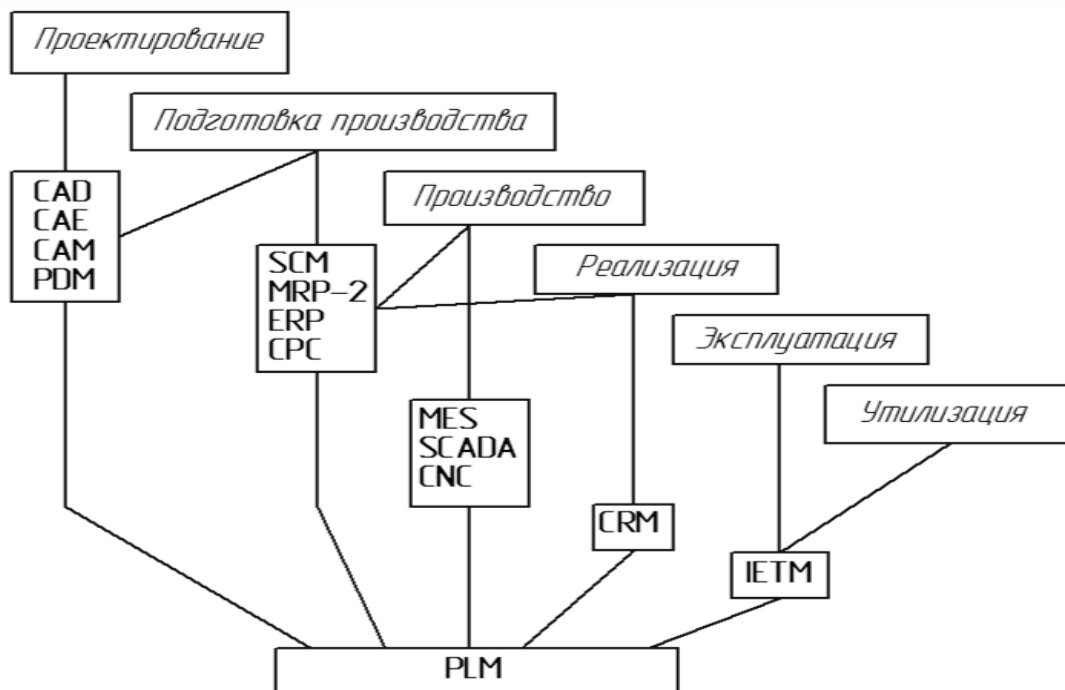 Проектирование
Подготовка производства
CAD
CAE
CAM
PDM
Производство
SCM
MRP-2
ERP
CPC
Реализация
Эксплуатация
Утилизация
MES
SCADA
CNC
CRM
IETM
PLM